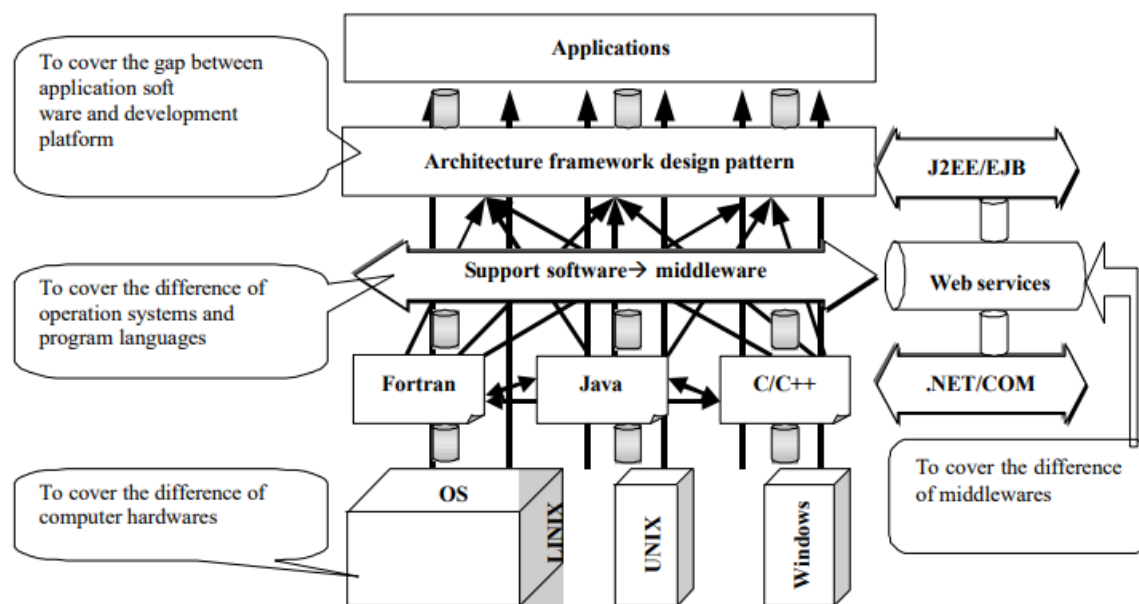 Applications
To cover the gap between
application soft
ware and development
platform
Architecture framework design pattern
J2EE/EJB
Support software→ middleware
Web services
To cover the difference of
operation systems and
program languages
Fortran
Java
C/C++
.NET/COM
To cover the difference of
computer hardwares
OS
LINIX
UNIX
Windows
To cover the difference
of middlewares